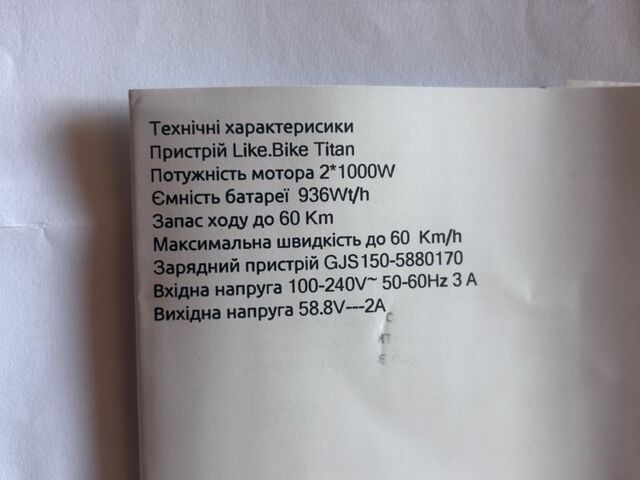 Технічні характерисики
Пристрій Like.Bike Titan
Потужність мотора 2*1000W
Ємність батареї 936Wt/h
Запас ходу до 60 Km
Максимальна швидкість до 60 Km/h
Зарядний пристрій GJS150-5880170
Вхідна напруга 100-240V~ 50-60Hz 3 A
Вихідна напруга 58.8V---2A